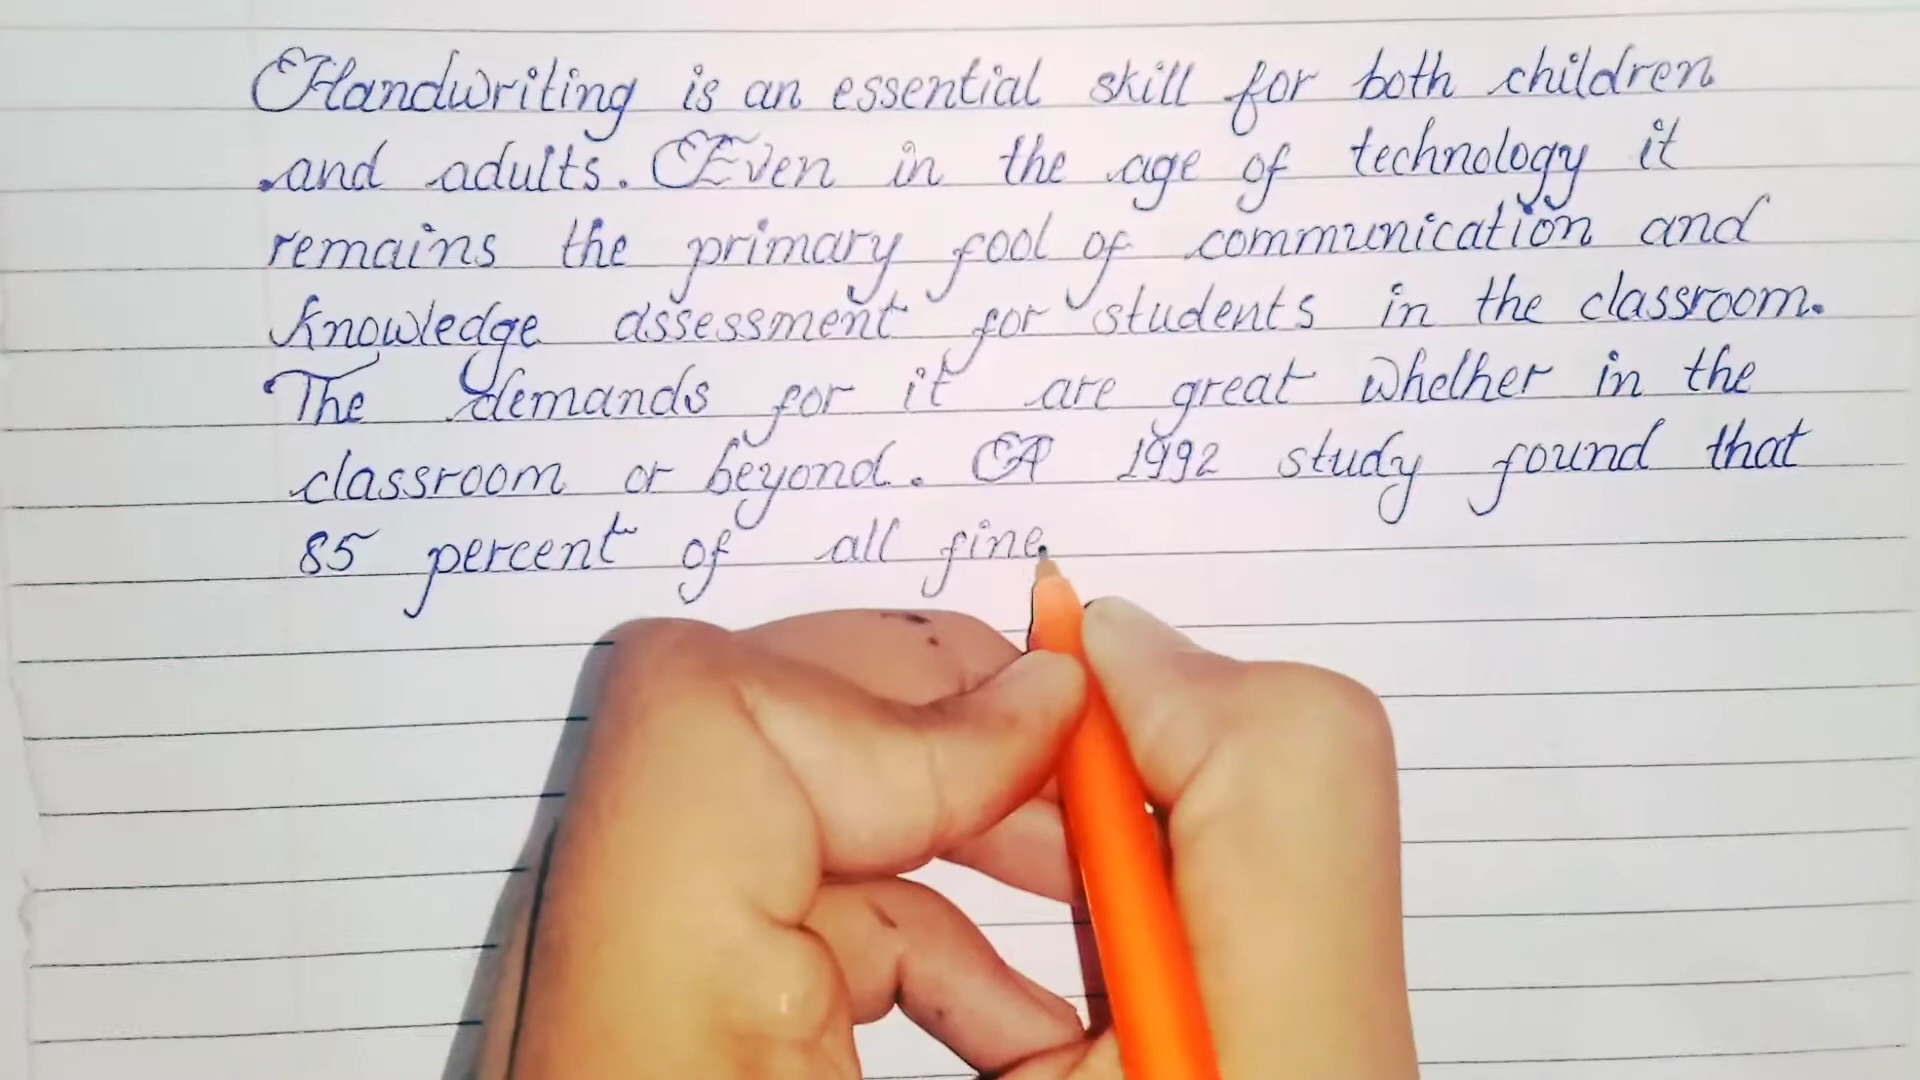 Handwriting is an essential skill for both children
and adults. Even in the age of technology it
remains the primary fool of communication and
knowledge assessment for students in the classroom.
The demands for it are great whelher in the
classroom or beyond. A 1992 study found that
85 percent of all fine